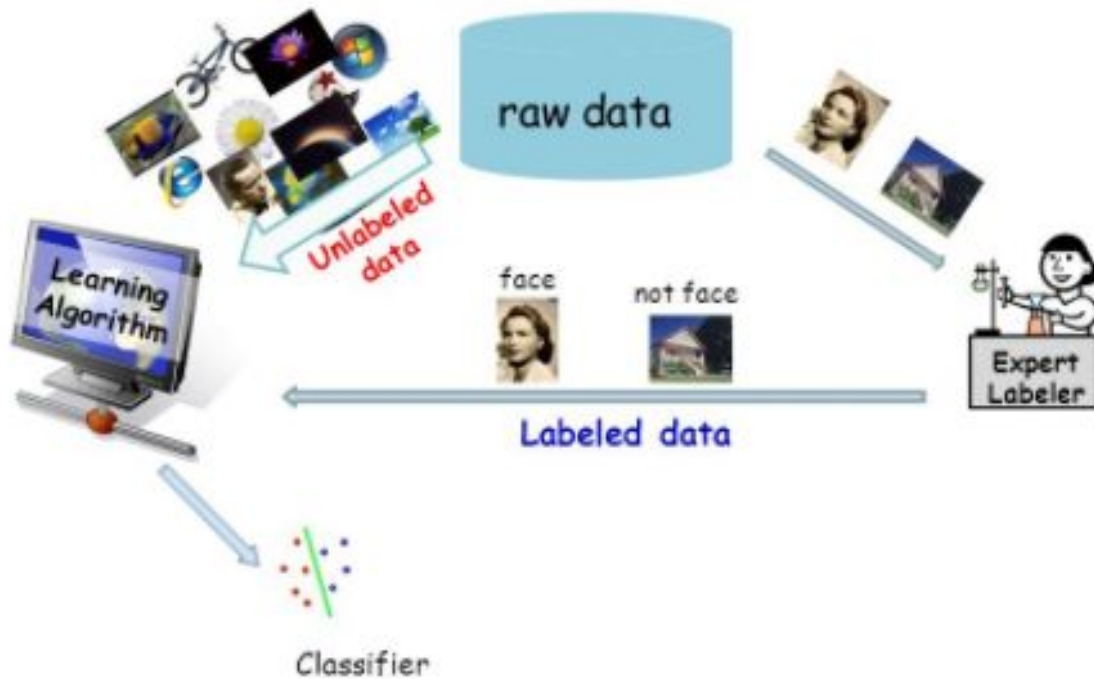 raw data
Unlabeled
data
Learning
Algorithm
face
not face
Expert
Labeler
Labeled data
Classifier